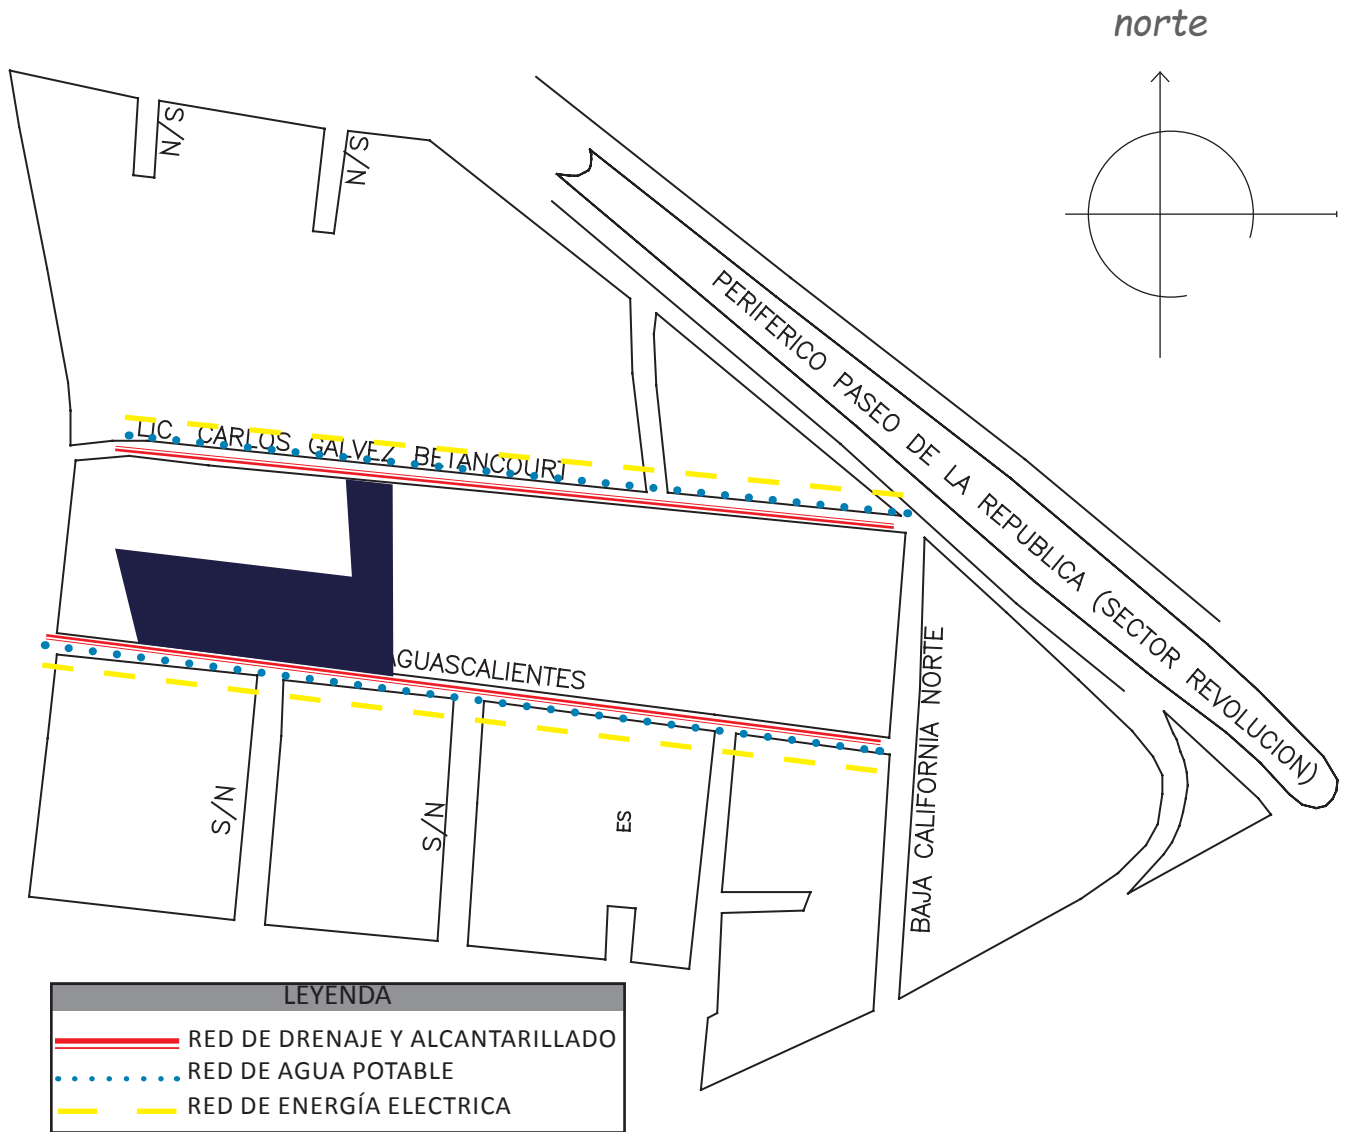 norte
S/N
S/N
PERIFERICO PASEO DE LA REPUBLICA (SECTOR REVOLUCION)
LIC. CARLOS GALVEZ BETANCOURT
AGUASCALIENTES
BAJA CALIFORNIA NORTE
S/N
S/N
ES
LEYENDA
RED DE DRENAJE Y ALCANTARILLADO
RED DE AGUA POTABLE
RED DE ENERGÍA ELECTRICA